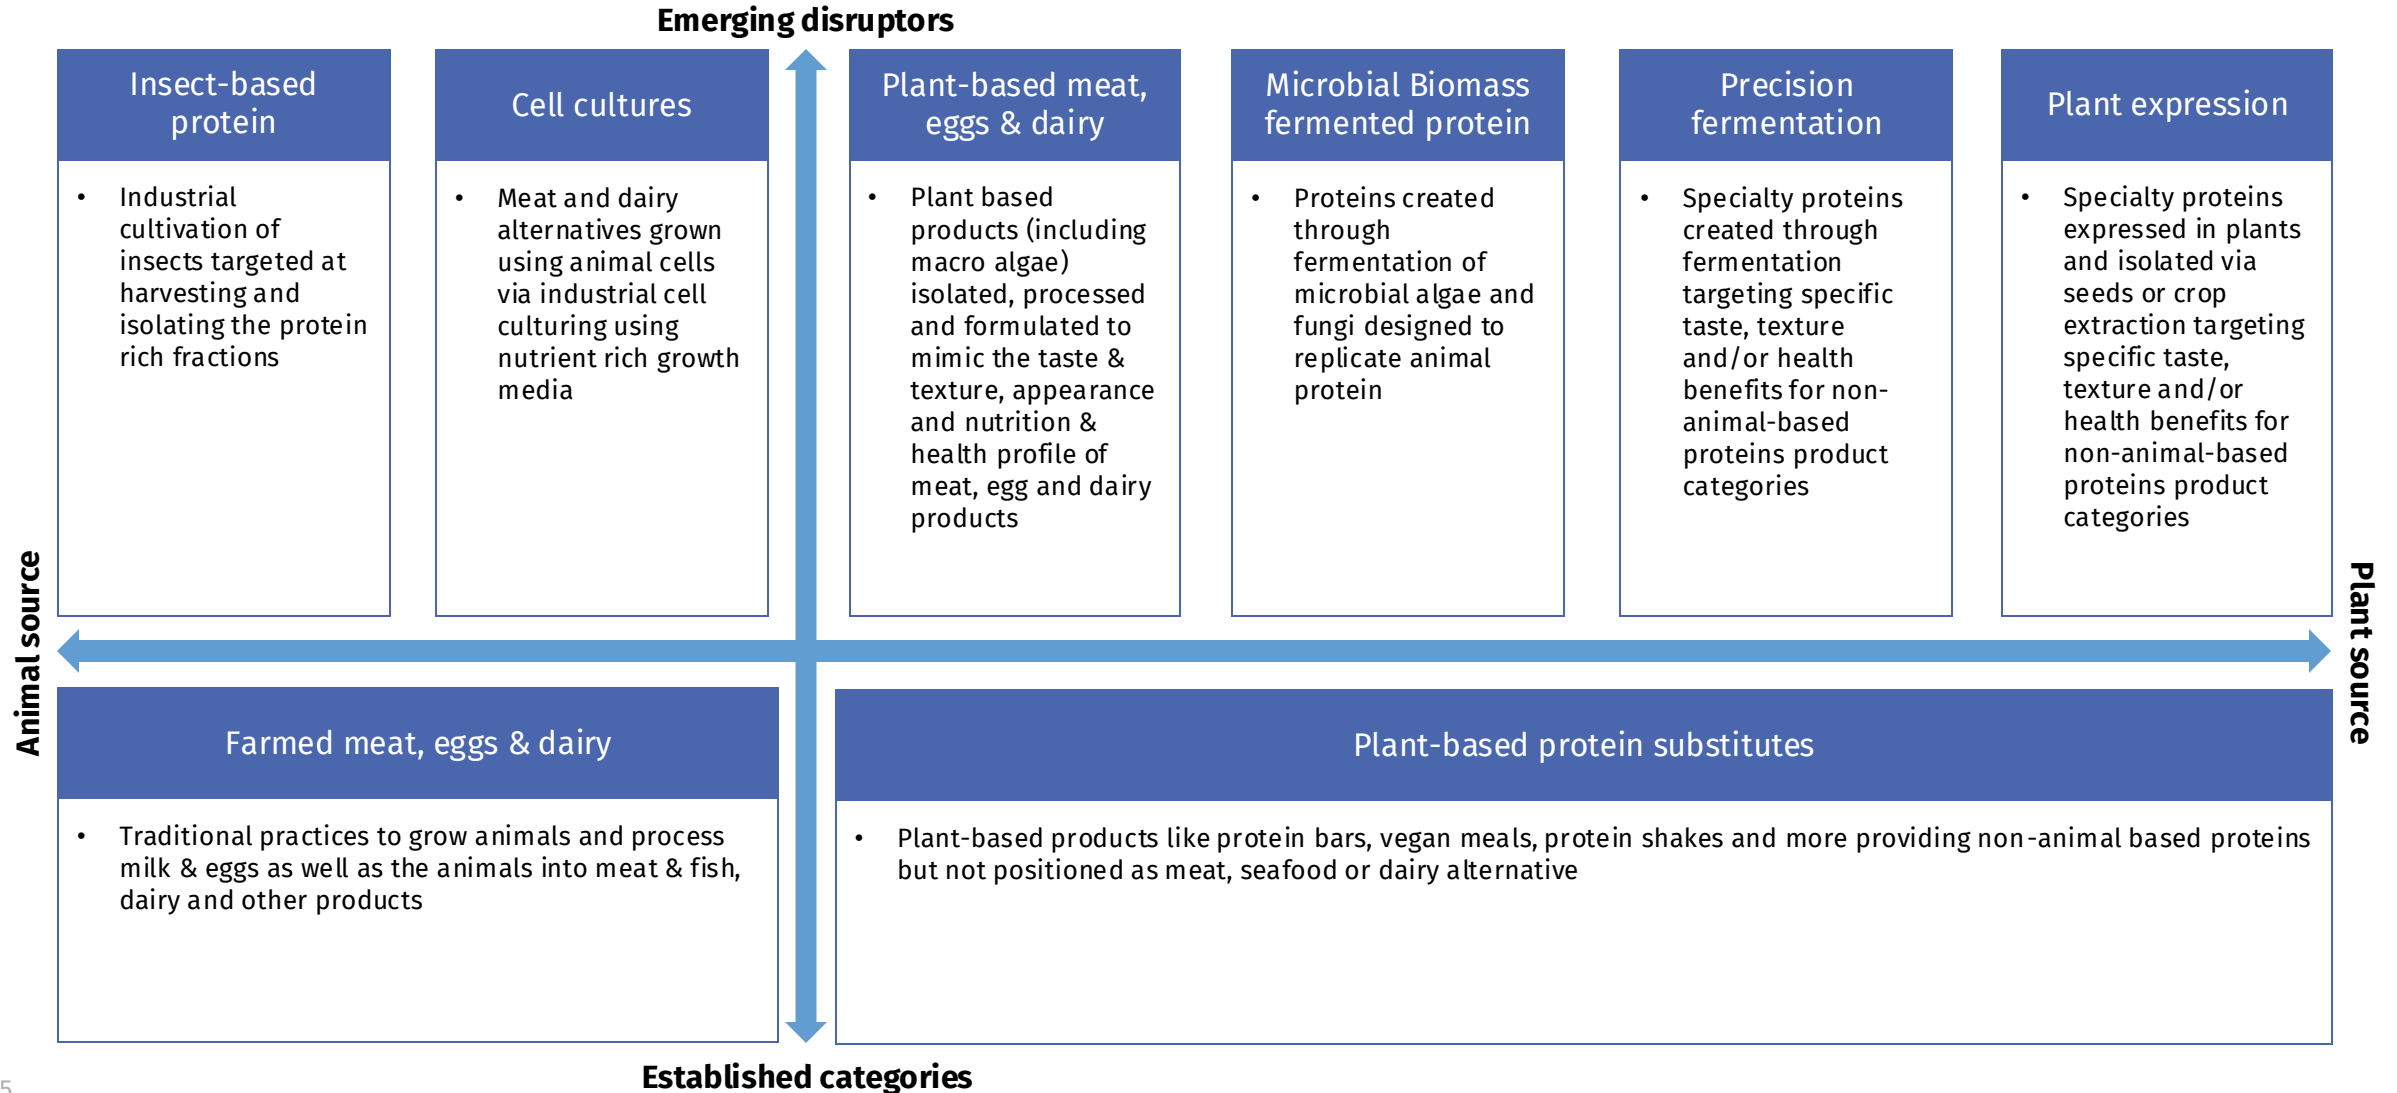 Emerging disruptors
Insect-based
protein
• Industrial
cultivation of
insects targeted at
harvesting and
isolating the protein
rich fractions
Cell cultures
• Meat and dairy
alternatives grown
using animal cells
via industrial cell
culturing using
nutrient rich growth
media
Plant-based meat,
eggs & dairy
• Plant based
products (including
macro algae)
isolated, processed
and formulated to
mimic the taste &
texture, appearance
and nutrition &
health profile of
meat, egg and dairy
products
Microbial Biomass
fermented protein
• Proteins created
through
fermentation of
microbial algae and
fungi designed to
replicate animal
protein
Precision
fermentation
• Specialty proteins
created through
fermentation
targeting specific
taste, texture
and/or health
benefits for non-
animal-based
proteins product
categories
Plant expression
• Specialty proteins
expressed in plants
and isolated via
seeds or crop
extraction targeting
specific taste,
texture and/or
health benefits for
non-animal-based
proteins product
categories
Animal source
Plant source
Farmed meat, eggs & dairy
• Traditional practices to grow animals and process
milk & eggs as well as the animals into meat & fish,
dairy and other products
Plant-based protein substitutes
• Plant-based products like protein bars, vegan meals, protein shakes and more providing non-animal based proteins
but not positioned as meat, seafood or dairy alternative
Established categories
5